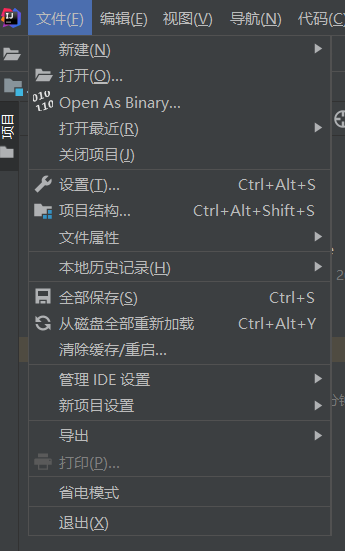 文件(F) 编辑(E) 视图(V) 导航(N) 代码(C)
新建(N)
打开(O)...
Open As Binary...
打开最近(R)
关闭项目(J)
设置(T)... Ctrl+Alt+S
项目结构... Ctrl+Alt+Shift+S
文件属性
本地历史记录(H)
全部保存(S) Ctrl+S
从磁盘全部重新加载 Ctrl+Alt+Y
清除缓存/重启...
管理 IDE 设置
新项目设置
导出
打印(P)...
省电模式
退出(X)
项目